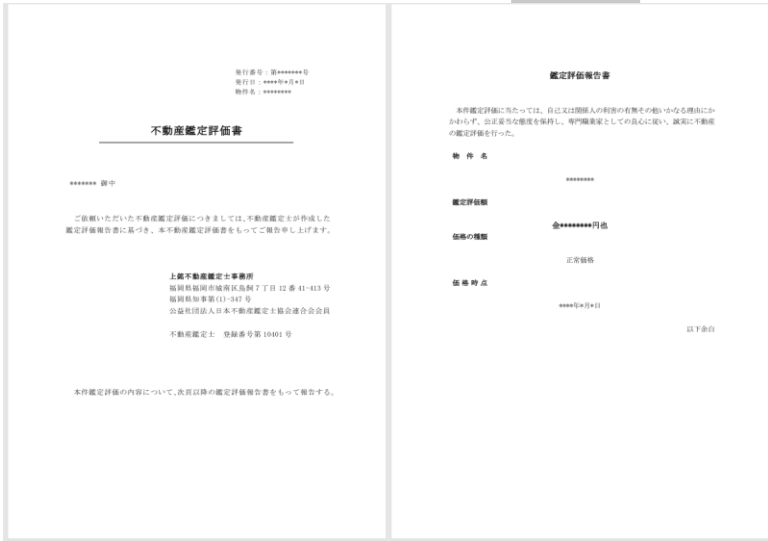 発行番号：第*******号
発行日：****年*月*日
物件名：********
不動産鑑定評価書
******* 御中
ご依頼いただいた不動産鑑定評価につきましては、不動産鑑定士が作成した
鑑定評価報告書に基づき、本不動産鑑定評価書をもってご報告申し上げます。
上銘不動産鑑定士事務所
福岡県福岡市城南区鳥飼７丁目 12 番 41-413 号
福岡県知事第(1)-347 号
公益社団法人日本不動産鑑定士協会連合会会員
不動産鑑定士　登録番号第 10401 号
本件鑑定評価の内容について、次頁以降の鑑定評価報告書をもって報告する。
鑑定評価報告書
本件鑑定評価に当たっては、自己又は関係人の利害の有無その他いかなる理由にか
かわらず、公正妥当な態度を保持し、専門職業家としての良心に従い、誠実に不動産
の鑑定評価を行った。
物 件 名
********
鑑定評価額
金********円也
価格の種類
正常価格
価 格 時 点
****年*月*日
以下余白